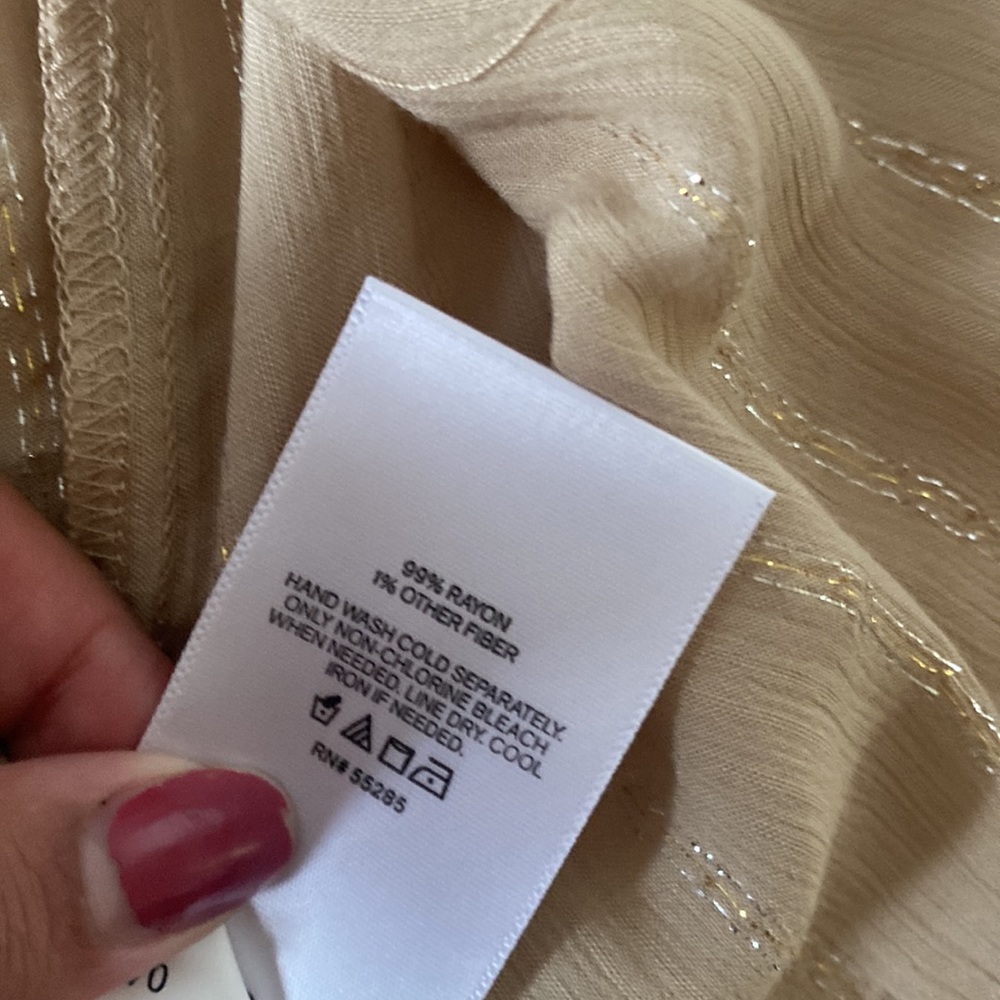 99% RAYON
1% OTHER FIBER
HAND WASH COLD SEPARATELY.
ONLY NON-CHLORINE BLEACH
WHEN NEEDED. LINE DRY. COOL
IRON IF NEEDED.
RN# 55285
0